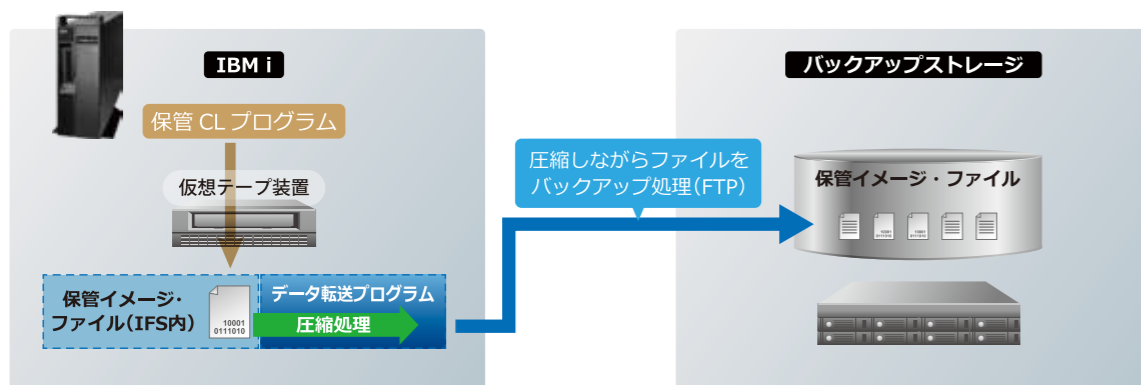 IBM i
バックアップストレージ
保管 CL プログラム
仮想テープ装置
圧縮しながらファイルを
バックアップ処理（FTP）
保管イメージ・ファイル
10001
0111010
10001
0111010
保管イメージ・
ファイル（IFS内）
10001
0111010
データ転送プログラム
圧縮処理